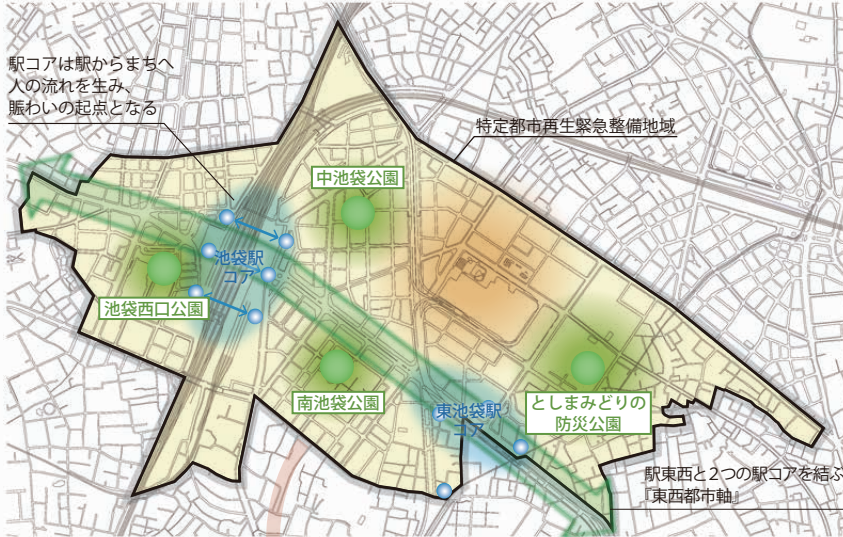 駅コアは駅からまちへ
人の流れを生み、
賑わいの起点となる
特定都市再生緊急整備地域
中池袋公園
池袋駅
コア
池袋西口公園
南池袋公園
東池袋駅
コア
としまみどりの
防災公園
駅東西と2つの駅コアを結ぶ
『東西都市軸』